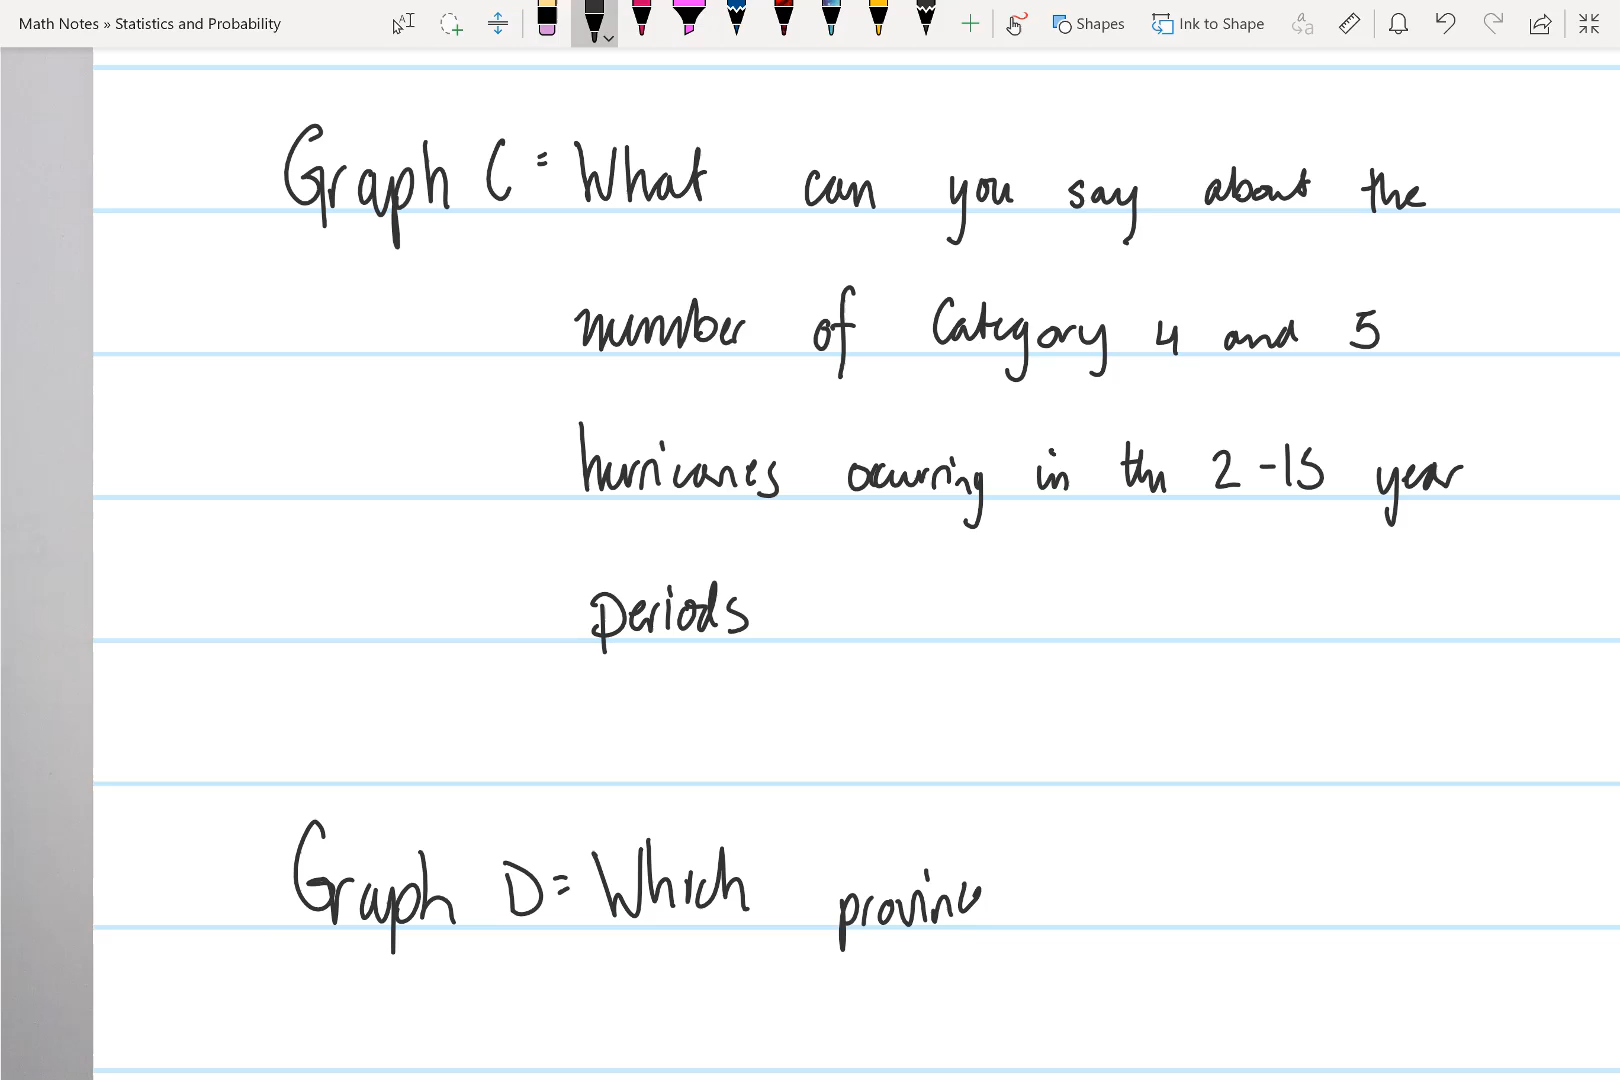 Math Notes » Statistics and Probability
Shapes
Ink to Shape
Graph C = What can you say about the
number of Category 4 and 5
hurricanes ocurring in the 2-15 year
periods
Graph D = Which provinc